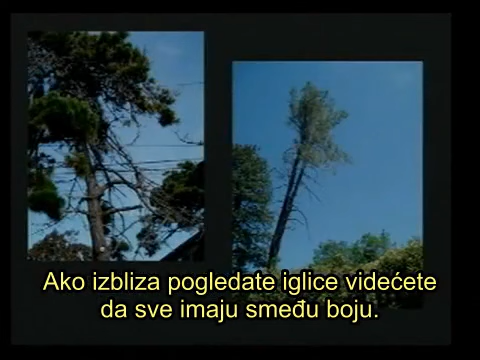 Ako izbliza pogledate iglice videćete
da sve imaju smeđu boju.